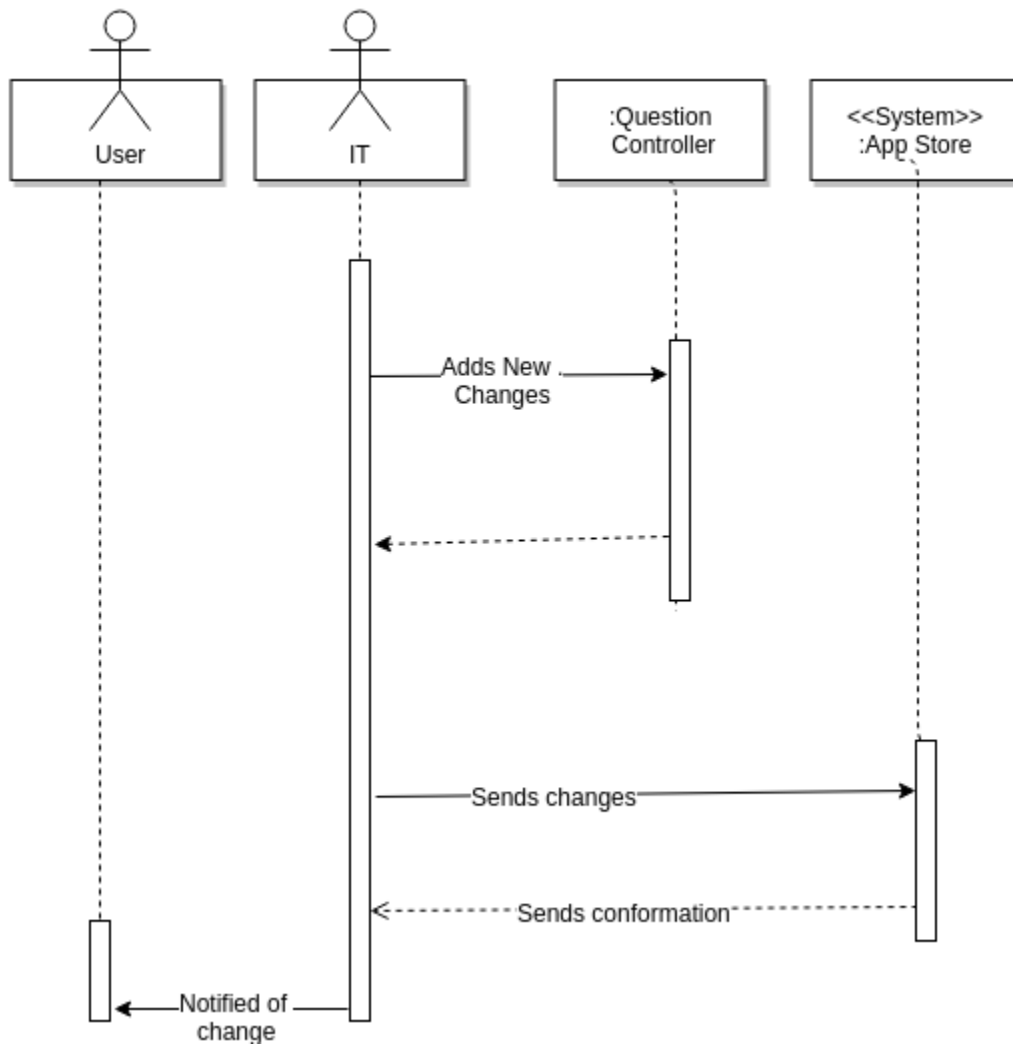 User
IT
:Question
Controller
<<System>>
:App Store
Adds New .
Changes
Sends changes
Sends conformation
Notified of
change